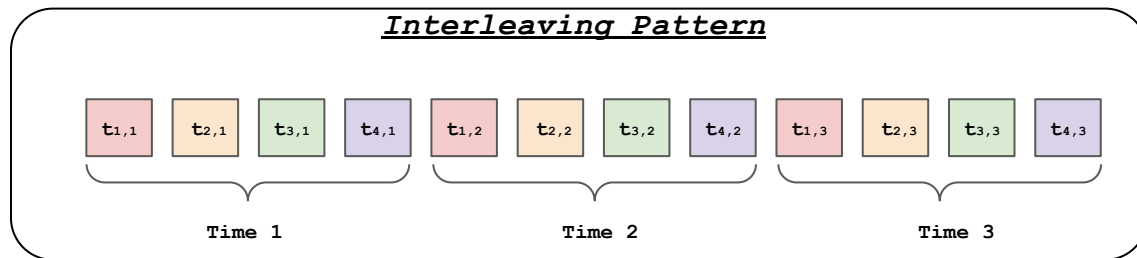 Interleaving Pattern
t1,1 t2,1 t3,1 t4,1 t1,2 t2,2 t3,2 t4,2 t1,3 t2,3 t3,3 t4,3
Time 1 Time 2 Time 3